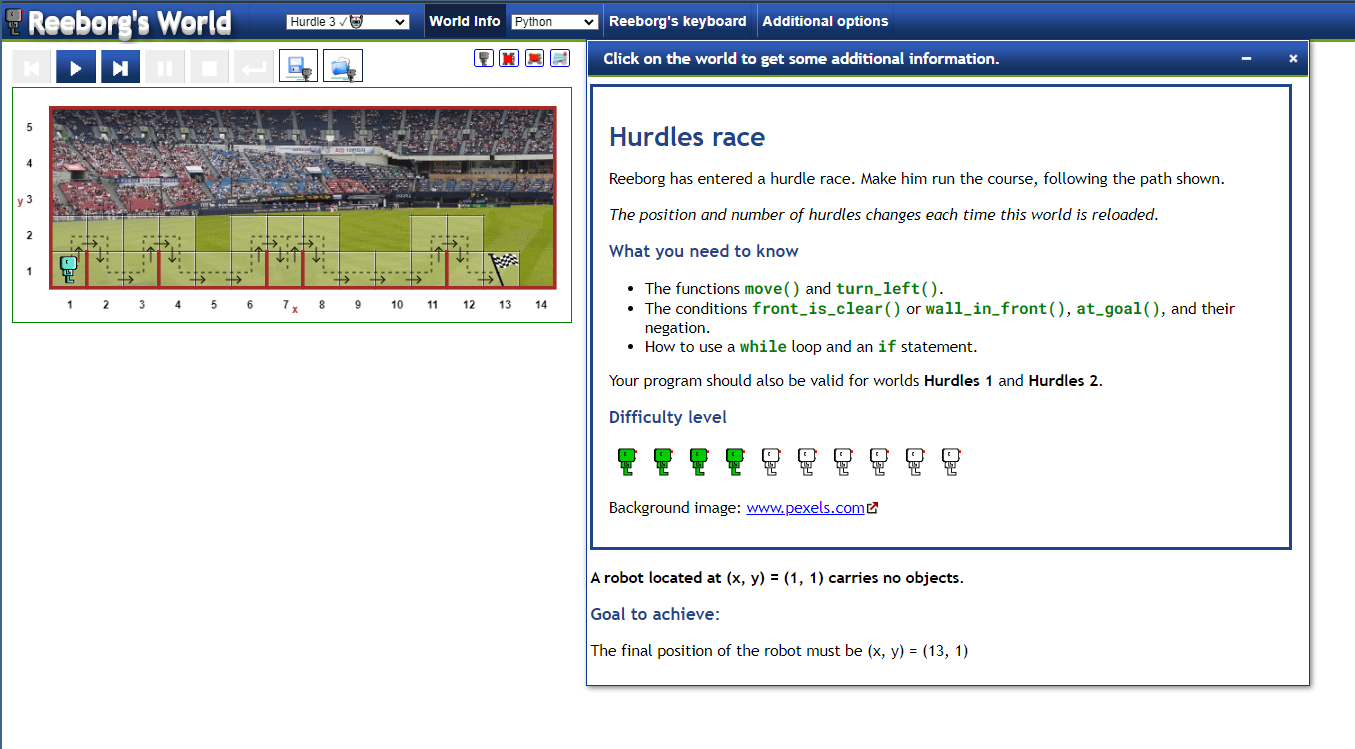 Reeborg's World
Hurdle 3 ✓
World Info
Python
Reeborg's keyboard
Additional options
5
4
y 3
2
1
1 2 3 4 5 6 7 8 9 10 11 12 13 14
x
Click on the world to get some additional information.
Hurdles race
Reeborg has entered a hurdle race. Make him run the course, following the path shown.
The position and number of hurdles changes each time this world is reloaded.
What you need to know
• The functions move() and turn_left().
• The conditions front_is_clear() or wall_in_front(), at_goal(), and their
negation.
• How to use a while loop and an if statement.
Your program should also be valid for worlds Hurdles 1 and Hurdles 2.
Difficulty level
Background image: www.pexels.com
A robot located at (x, y) = (1, 1) carries no objects.
Goal to achieve:
The final position of the robot must be (x, y) = (13, 1)